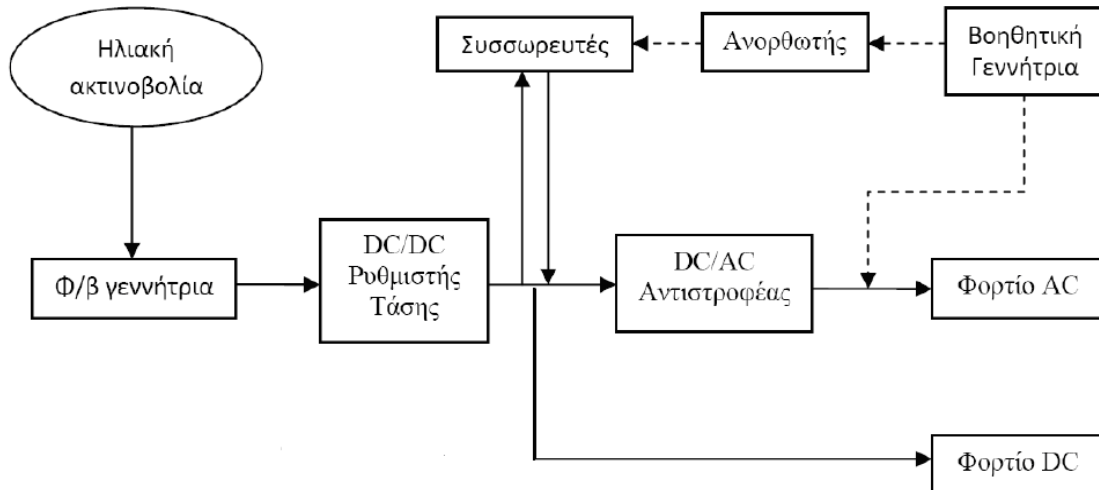 Ηλιακή
ακτινοβολία
Συσσωρευτές
Ανορθωτής
Βοηθητική
Γεννήτρια
Φ/β γεννήτρια
DC/DC
Ρυθμιστής
Τάσης
DC/AC
Αντιστροφέας
Φορτίο AC
Φορτίο DC